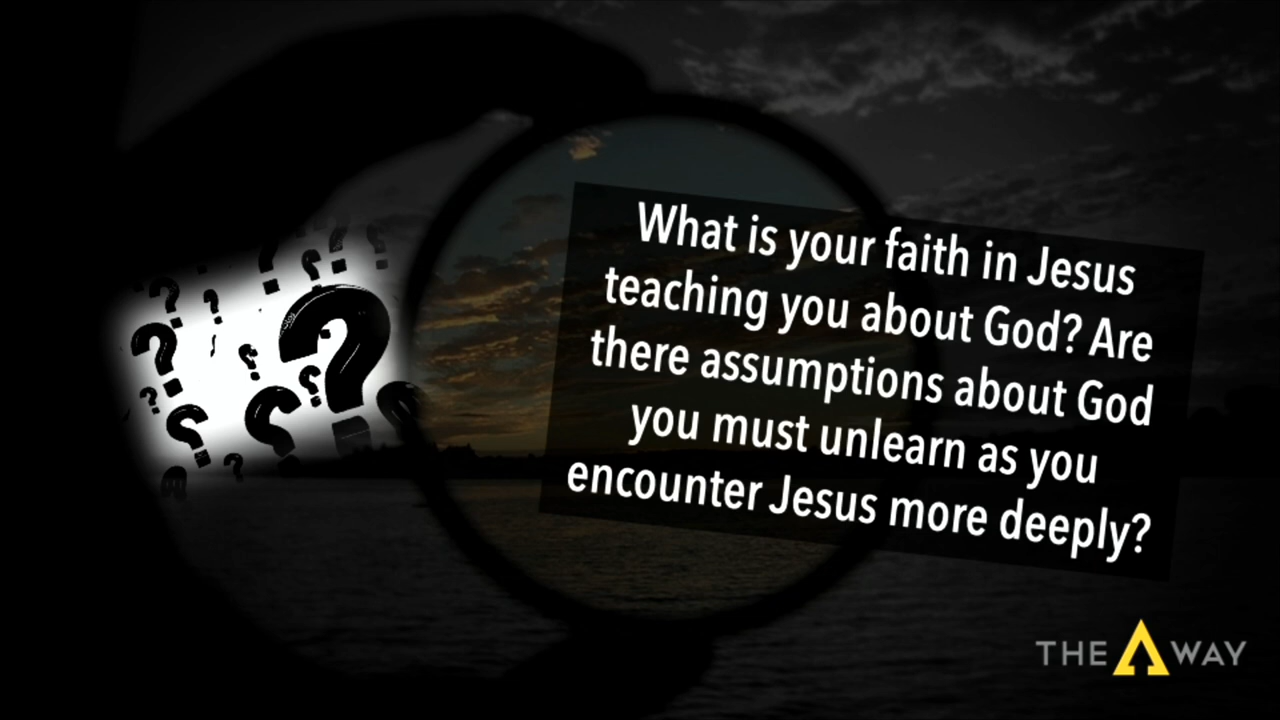 What is your faith in Jesus
teaching you about God? Are
there assumptions about God
you must unlearn as you
encounter Jesus more deeply?
THE WAY